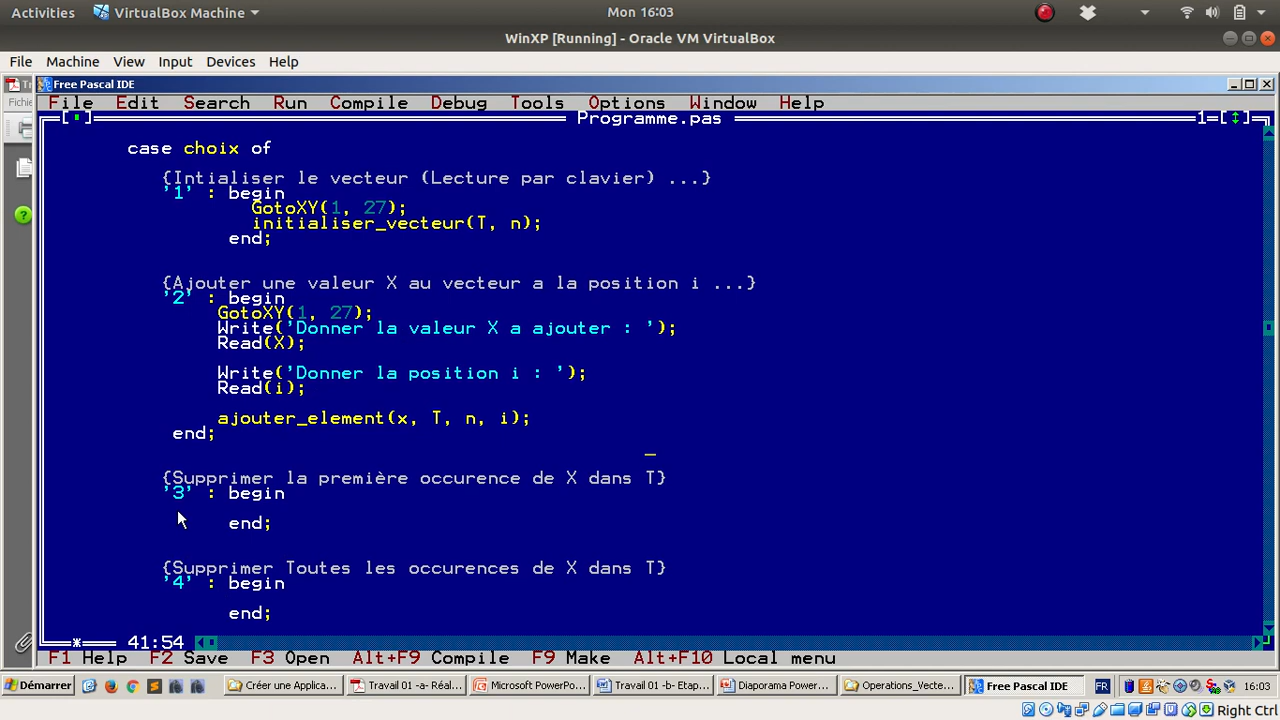 Activities VirtualBox Machine Mon 16:03
WinXP [Running] - Oracle VM VirtualBox
File Machine View Input Devices Help
Free Pascal IDE
Fichie
File Edit Search Run Compile Debug Tools Options Window Help
Programme.pas 1
case choix of
{Intialiser le vecteur (Lecture par clavier) ...}
'1' : begin
GotoXY(1, 27);
initialiser_vecteur(T, n);
end;
{Ajouter une valeur X au vecteur a la position i ...}
'2' : begin
GotoXY(1, 27);
Write('Donner la valeur X a ajouter : ');
Read(X);
Write('Donner la position i : ');
Read(i);
ajouter_element(x, T, n, i);
end;
{Supprimer la première occurence de X dans T}
'3' : begin
end;
{Supprimer Toutes les occurences de X dans T}
'4' : begin
end;
41:54
F1 Help F2 Save F3 Open Alt+F9 Compile F9 Make Alt+F10 Local menu
Démarrer Créer une Applica... Travail 01 -a- Réal... Microsoft PowerPo... Travail 01 -b- Etap... Diaporama Power... Operations_Vecte... Free Pascal IDE FR 16:03
Right Ctrl